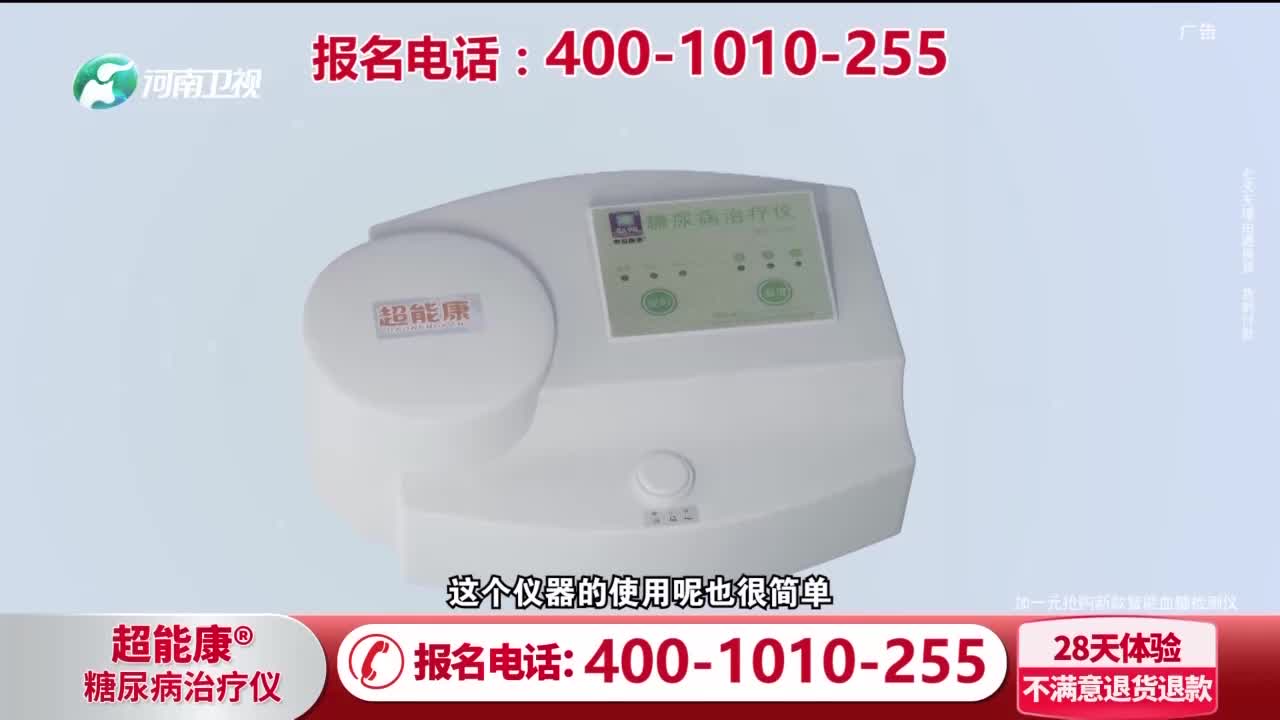 报名电话：400-1010-255
广告
河南卫视
糖尿病治疗仪
超能康
这个仪器的使用呢也很简单
加一元抢购新款智能血糖检测仪
超能康®
糖尿病治疗仪
报名电话:400-1010-255
28天体验
不满意退货退款